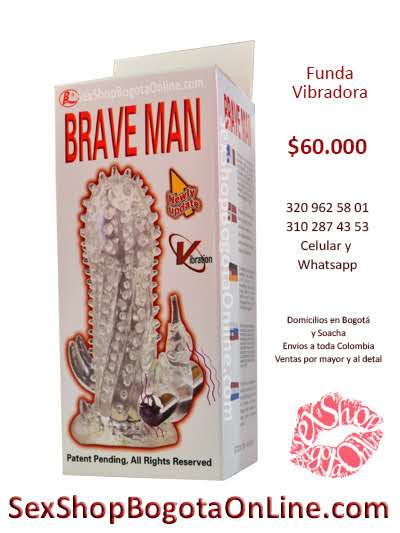 SexShopBogotaOnline.com
BRAVE MAN
BRAVE MAN
Newly
update
Vibration
Patent Pending, All Rights Reserved
SexShopBogotaOnline.com
Funda
Vibradora
$60.000
320 962 58 01
310 287 43 53
Celular y
Whatsapp
Domicilios en Bogotá
y Soacha
Envios a toda Colombia
Ventas por mayor y al detal
SexShop
SexShopBogotaOnLine.com